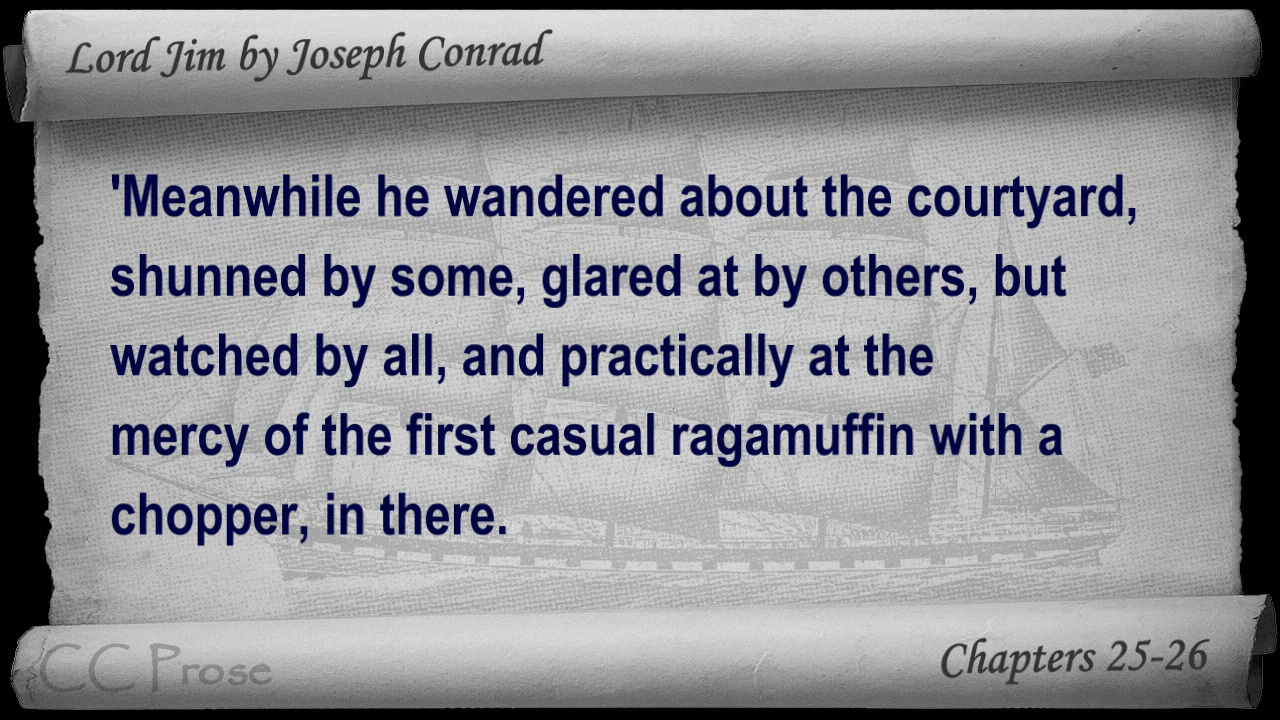 Lord Jim by Joseph Conrad
'Meanwhile he wandered about the courtyard,
shunned by some, glared at by others, but
watched by all, and practically at the
mercy of the first casual ragamuffin with a
chopper, in there.
CC Prose
Chapters 25-26